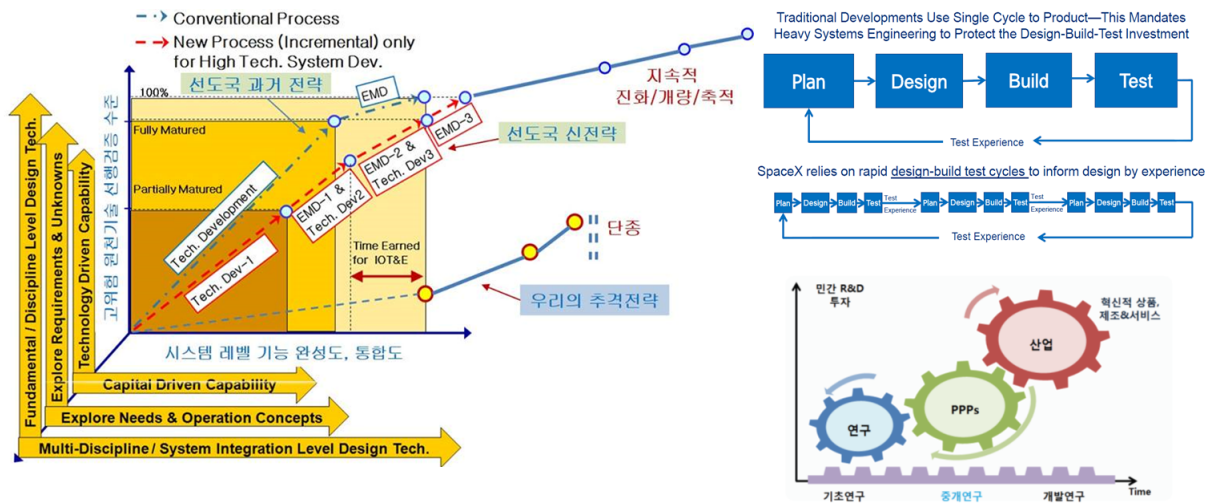 Conventional Process
New Process (Incremental) only
for High Tech. System Dev.
선도국 과거 전략
EMD
100%
Fully Matured
Partially Matured
Tech. Development
Tech. Dev-1
EMD-1 &
Tech. Dev2
EMD-2 &
Tech. Dev3
EMD-3
지속적
진화/개량/축적
선도국 신전략
Time Earned
for IOT&E
단종
우리의 추격전략
고위험 원천기술 선행검증 수준
시스템 레벨 기능 완성도, 통합도
Fundamental / Discipline Level Design Tech.
Explore Requirements & Unknowns
Technology Driven Capability
Capital Driven Capability
Explore Needs & Operation Concepts
Multi-Discipline / System Integration Level Design Tech.
Traditional Developments Use Single Cycle to Product—This Mandates
Heavy Systems Engineering to Protect the Design-Build-Test Investment
Plan
Design
Build
Test
Test Experience
SpaceX relies on rapid design-build test cycles to inform design by experience
Plan
Design
Build
Test
Test
Experience
Plan
Design
Build
Test
Test
Experience
Plan
Design
Build
Test
Test Experience
민간 R&D
투자
혁신적 상품,
제조&서비스
산업
PPPs
연구
기초연구
중개연구
개발연구
Time